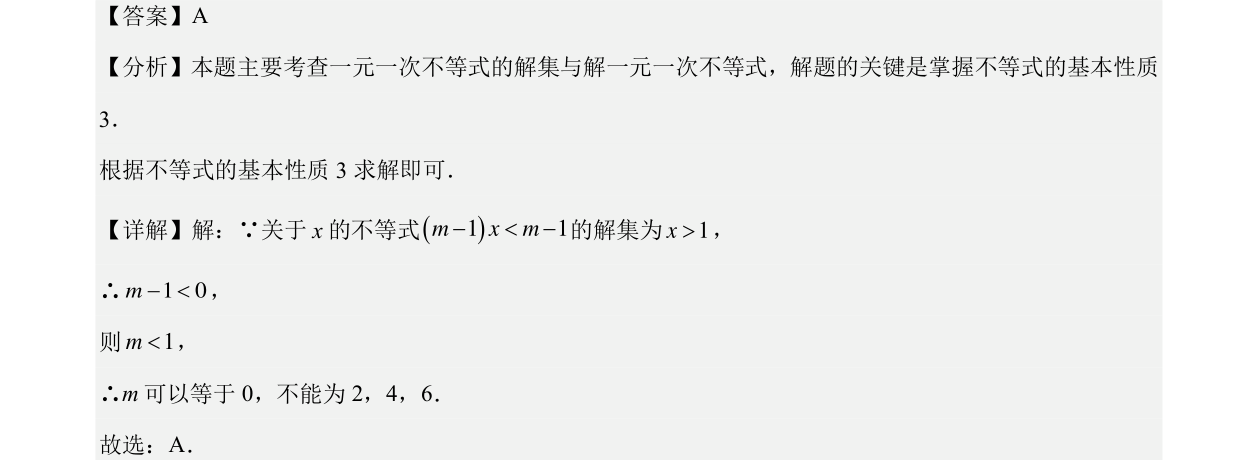 【答案】A
【分析】本题主要考查一元一次不等式的解集与解一元一次不等式，解题的关键是掌握不等式的基本性质
3．
根据不等式的基本性质 3 求解即可．
【详解】解：∵关于 x 的不等式(m−1)x<m−1的解集为x>1，
∴m−1<0，
则m<1，
∴m 可以等于 0，不能为 2，4，6．
故选：A．